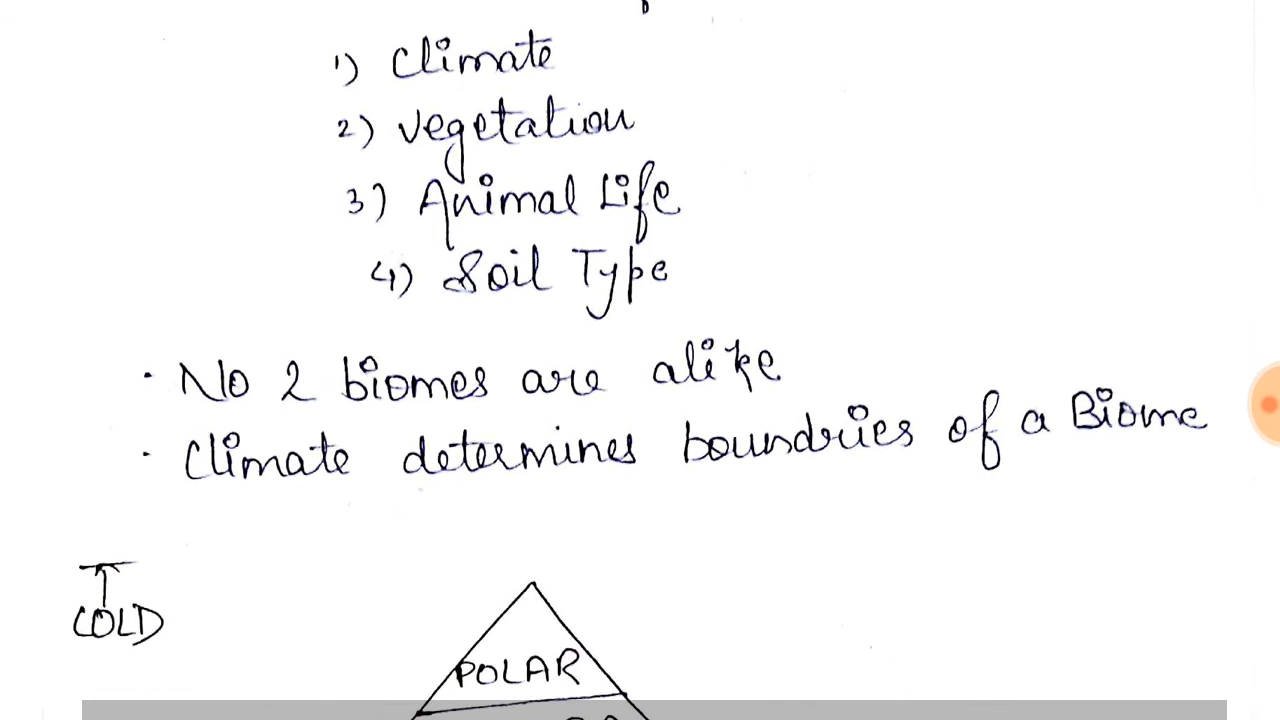 1) Climate
2) Vegetation
3) Animal Life
4) Soil Type
· No 2 biomes are alike
· Climate determines boundries of a Biome
COLD
POLAR